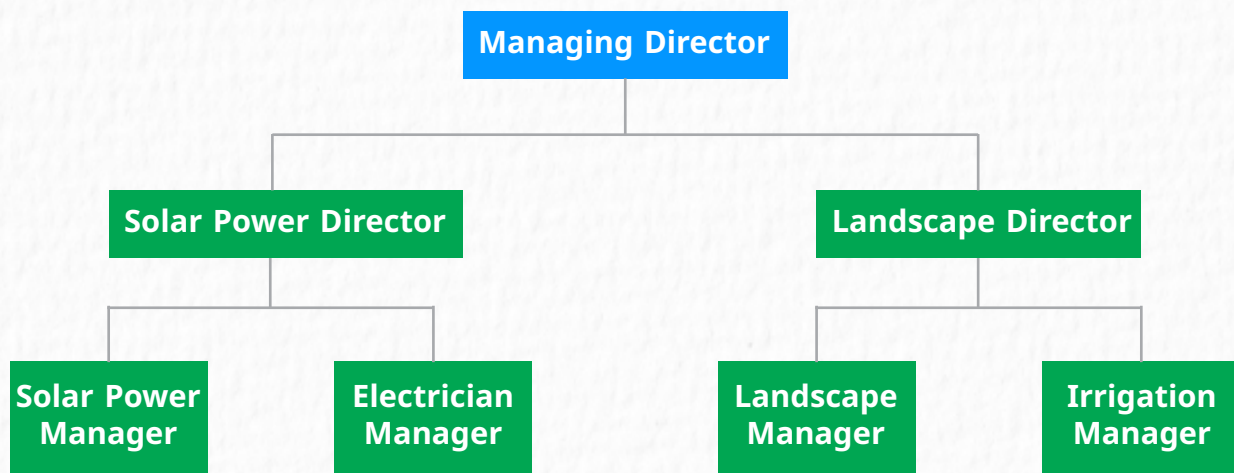 Managing Director
Solar Power Director
Landscape Director
Solar Power
Manager
Electrician
Manager
Landscape
Manager
Irrigation
Manager